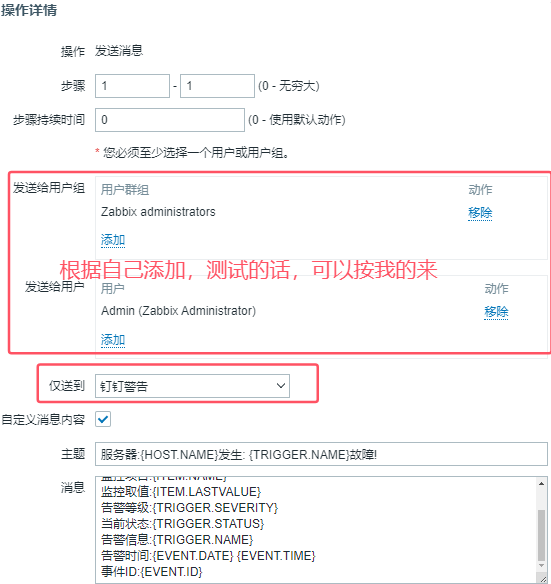 操作详情
操作 发送消息
步骤 1 - 1 (0 - 无穷大)
步骤持续时间 0 (0 - 使用默认动作)
* 您必须至少选择一个用户或用户组。
发送给用户组 用户群组 动作
Zabbix administrators 移除
添加
根据自己添加，测试的话，可以按我的来
发送给用户 用户 动作
Admin (Zabbix Administrator) 移除
添加
仅送到 钉钉警告
自定义消息内容
主题 服务器:{HOST.NAME}发生: {TRIGGER.NAME}故障!
消息 监控项目:{ITEM.NAME}
监控取值:{ITEM.LASTVALUE}
告警等级:{TRIGGER.SEVERITY}
当前状态:{TRIGGER.STATUS}
告警信息:{TRIGGER.NAME}
告警时间:{EVENT.DATE} {EVENT.TIME}
事件ID:{EVENT.ID}